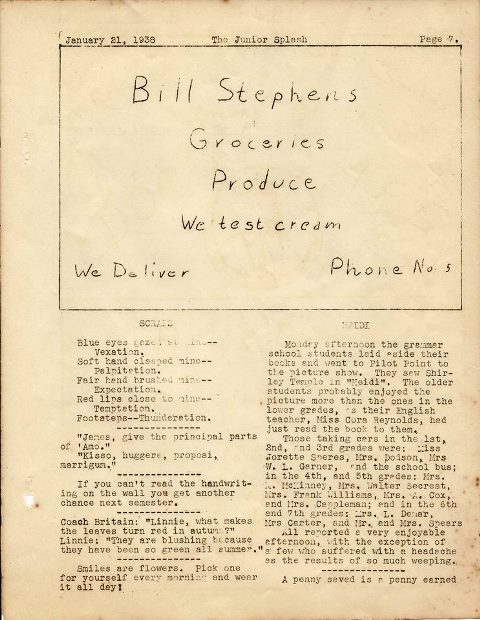 January 21, 1938 The Junior Splash Page 7.
Bill Stephens
Groceries
Produce
We test cream
We Deliver Phone No. 5
SCRAPS
Blue eyes gazed at mine--
Vexation.
Soft hand clasped mine--
Palpitation.
Fair hand brushed mine--
Expectation.
Red lips close to mine--
Temptation.
Footsteps--Thunderation.
"James, give the principal parts
of 'Amo."
"Kisso, huggere, proposi,
merrigum."
If you can't read the handwrit-
ing on the wall you get another
chance next semester.
Coach Britain: "Linnie, what makes
the leaves turn red in autumn?"
Linnie: "They are blushing because
they have been so green all summer."
Smiles are flowers. Pick one
for yourself every morning and wear
it all day!
HEIDI
Monday afternoon the grammar
school students laid aside their
books and went to Pilot Point to
the picture show. They saw Shir-
ley Temple in "Heidi". The older
students probably enjoyed the
picture more than the ones in the
lower grades, as their English
teacher, Miss Cora Reynolds, had
just read the book to them.
Those taking cars in the 1st,
2nd, and 3rd grades were: Miss
Jorette Speres, Mrs. Dotson, Mrs
W. L. Gerner, and the school bus;
in the 4th, and 5th grades: Mrs.
McKinney, Mrs. Walter Secrest,
Mrs. Frank Williams, Mrs. A. Cox,
and Mrs. Cappleman; and in the 6th
and 7th grades: Mrs. L. Demer,
Mrs Carter, and Mr. and Mrs. Spears
All reported a very enjoyable
afternoon, with the exception of
a few who suffered with a headache
as the results of so much weeping.
A penny saved is a penny earned